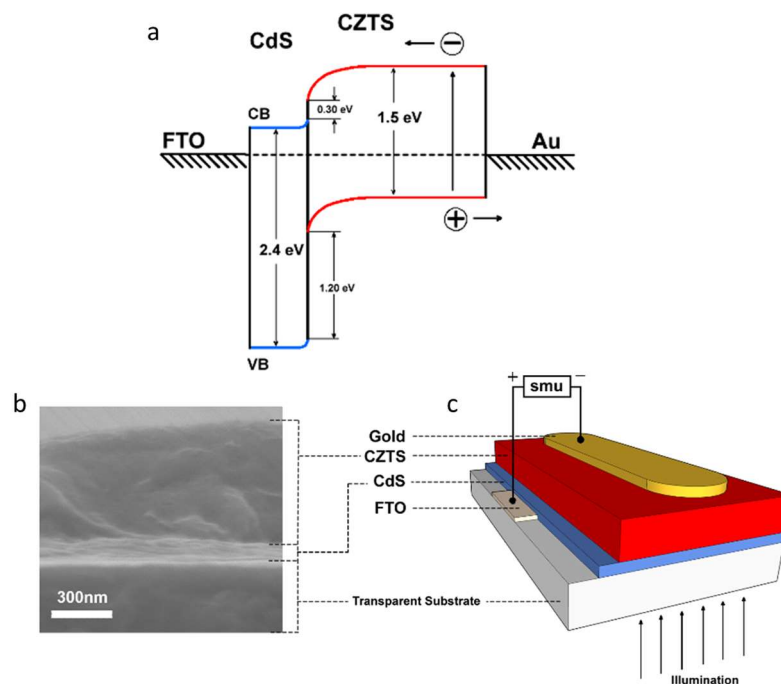 a
CdS
CZTS
−
CB
0.30 eV
1.5 eV
FTO
Au
+
2.4 eV
1.20 eV
VB
b
c
+ smu −
Gold
CZTS
CdS
FTO
300nm
Transparent Substrate
Illumination